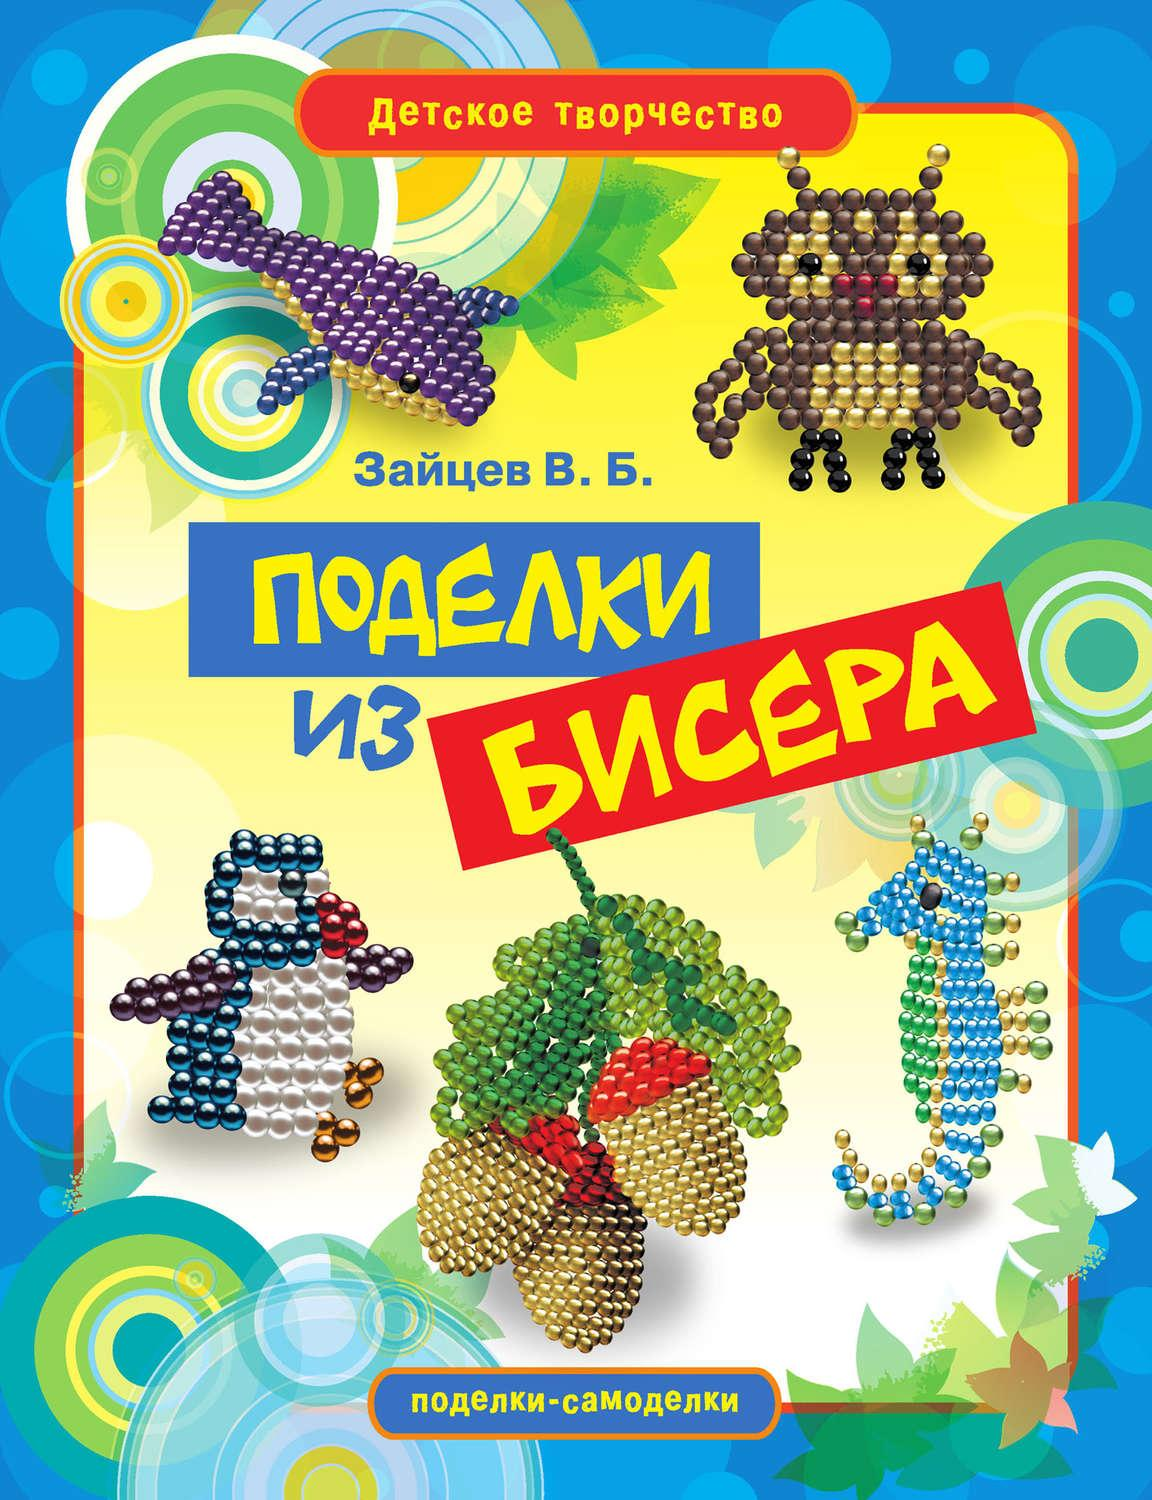 Детское творчество
Зайцев В. Б.
ПОДЕЛКИ
ИЗ
БИСЕРА
поделки-самоделки